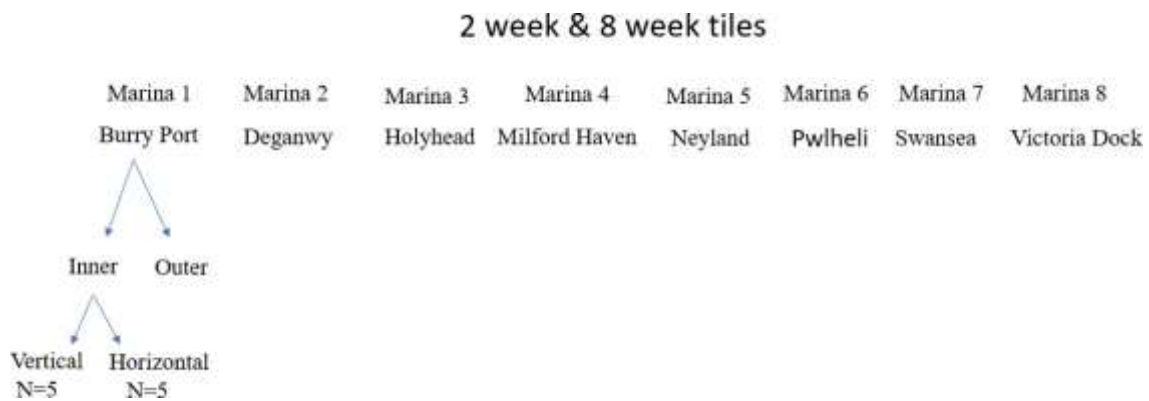 2 week & 8 week tiles
Marina 1 Marina 2 Marina 3 Marina 4 Marina 5 Marina 6 Marina 7 Marina 8
Burry Port Deganwy Holyhead Milford Haven Neyland Pwlheli Swansea Victoria Dock
Inner Outer
Vertical Horizontal
N=5 N=5